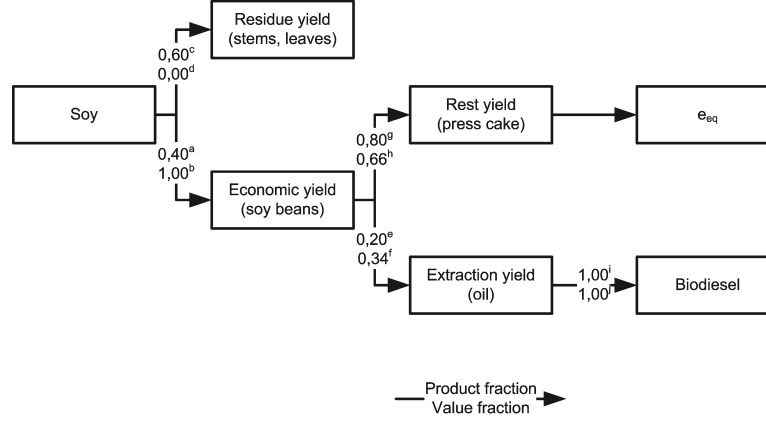 Residue yield
(stems, leaves)
0,60ᶜ
0,00ᵈ
Soy
0,40ᵃ
1,00ᵇ
Economic yield
(soy beans)
0,80ᵍ
0,66ʰ
Rest yield
(press cake)
eeq
0,20ᵉ
0,34ᶠ
Extraction yield
(oil)
1,00ⁱ
1,00ʲ
Biodiesel
Product fraction
Value fraction